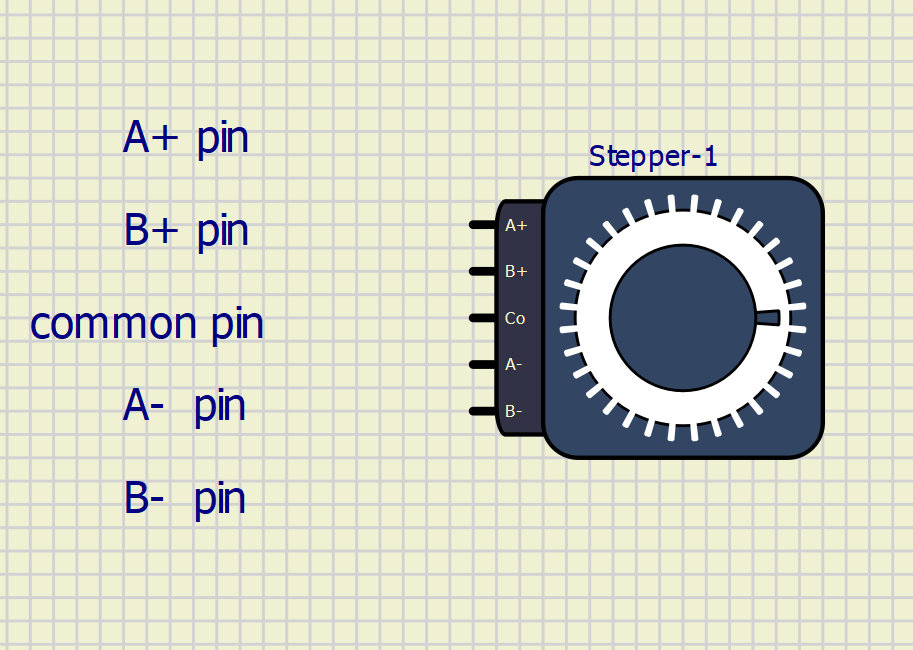 A+ pin
B+ pin
common pin
A- pin
B- pin
Stepper-1
A+
B+
Co
A-
B-